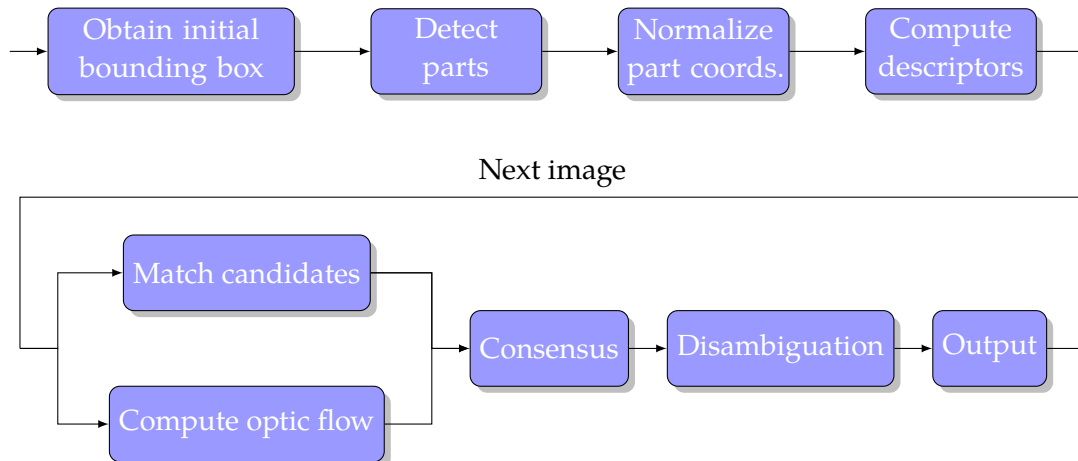 Obtain initial
bounding box
Detect
parts
Normalize
part coords.
Compute
descriptors
Next image
Match candidates
Consensus
Disambiguation
Output
Compute optic flow